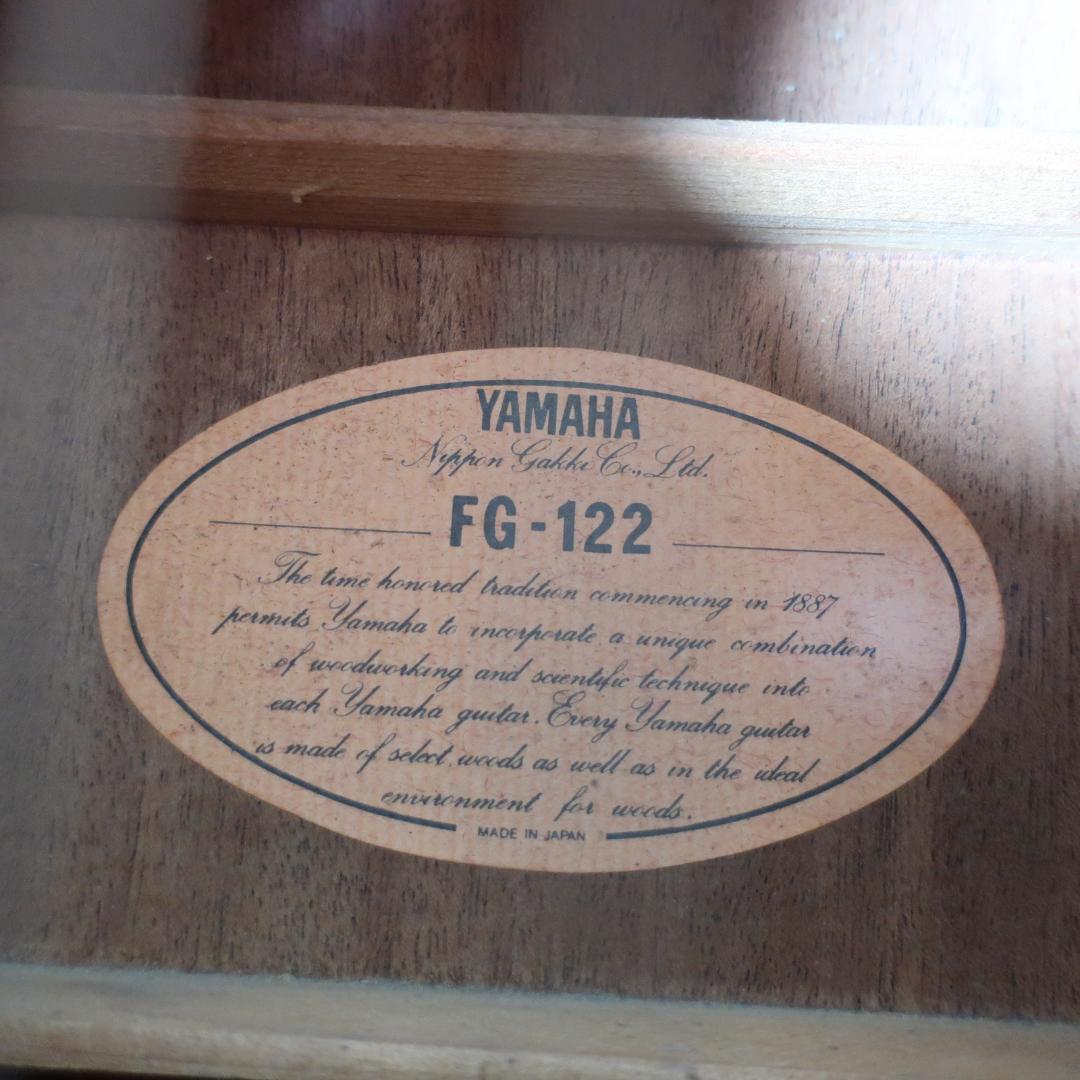 YAMAHA
Nippon Gakki Co., Ltd.
FG-122
The time honored tradition commencing in 1887
permits Yamaha to incorporate a unique combination
of woodworking and scientific technique into
each Yamaha guitar. Every Yamaha guitar
is made of select woods as well as in the ideal
environment for woods.
MADE IN JAPAN